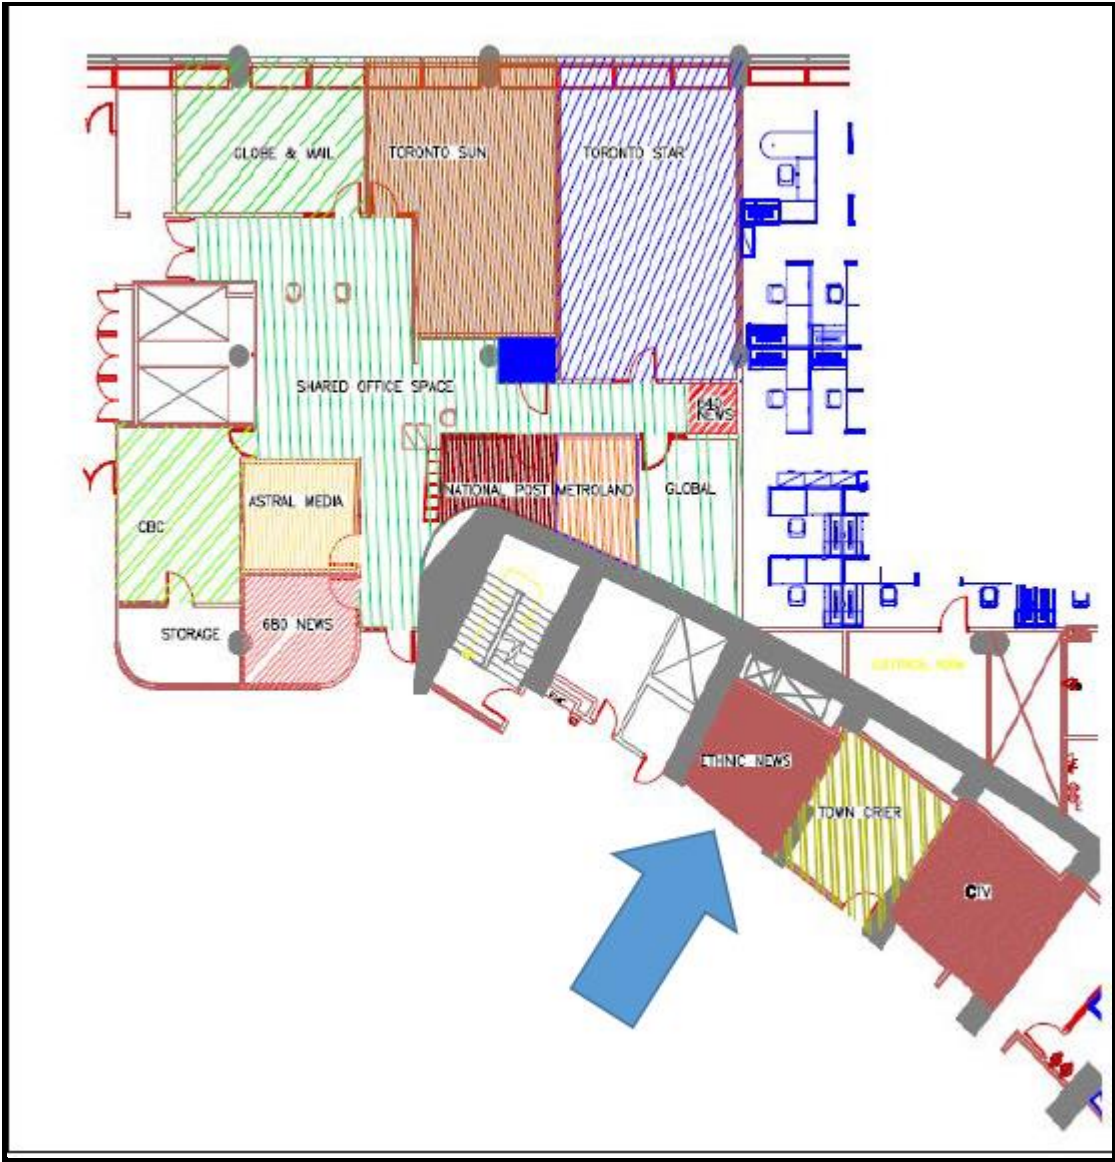 GLOBE & MAIL
TORONTO SUN
TORONTO STAR
SHARED OFFICE SPACE
640
NEWS
NATIONAL POST
METROLAND
GLOBAL
ASTRAL MEDIA
CBC
680 NEWS
STORAGE
ETHNIC NEWS
TOWN CRIER
CTV